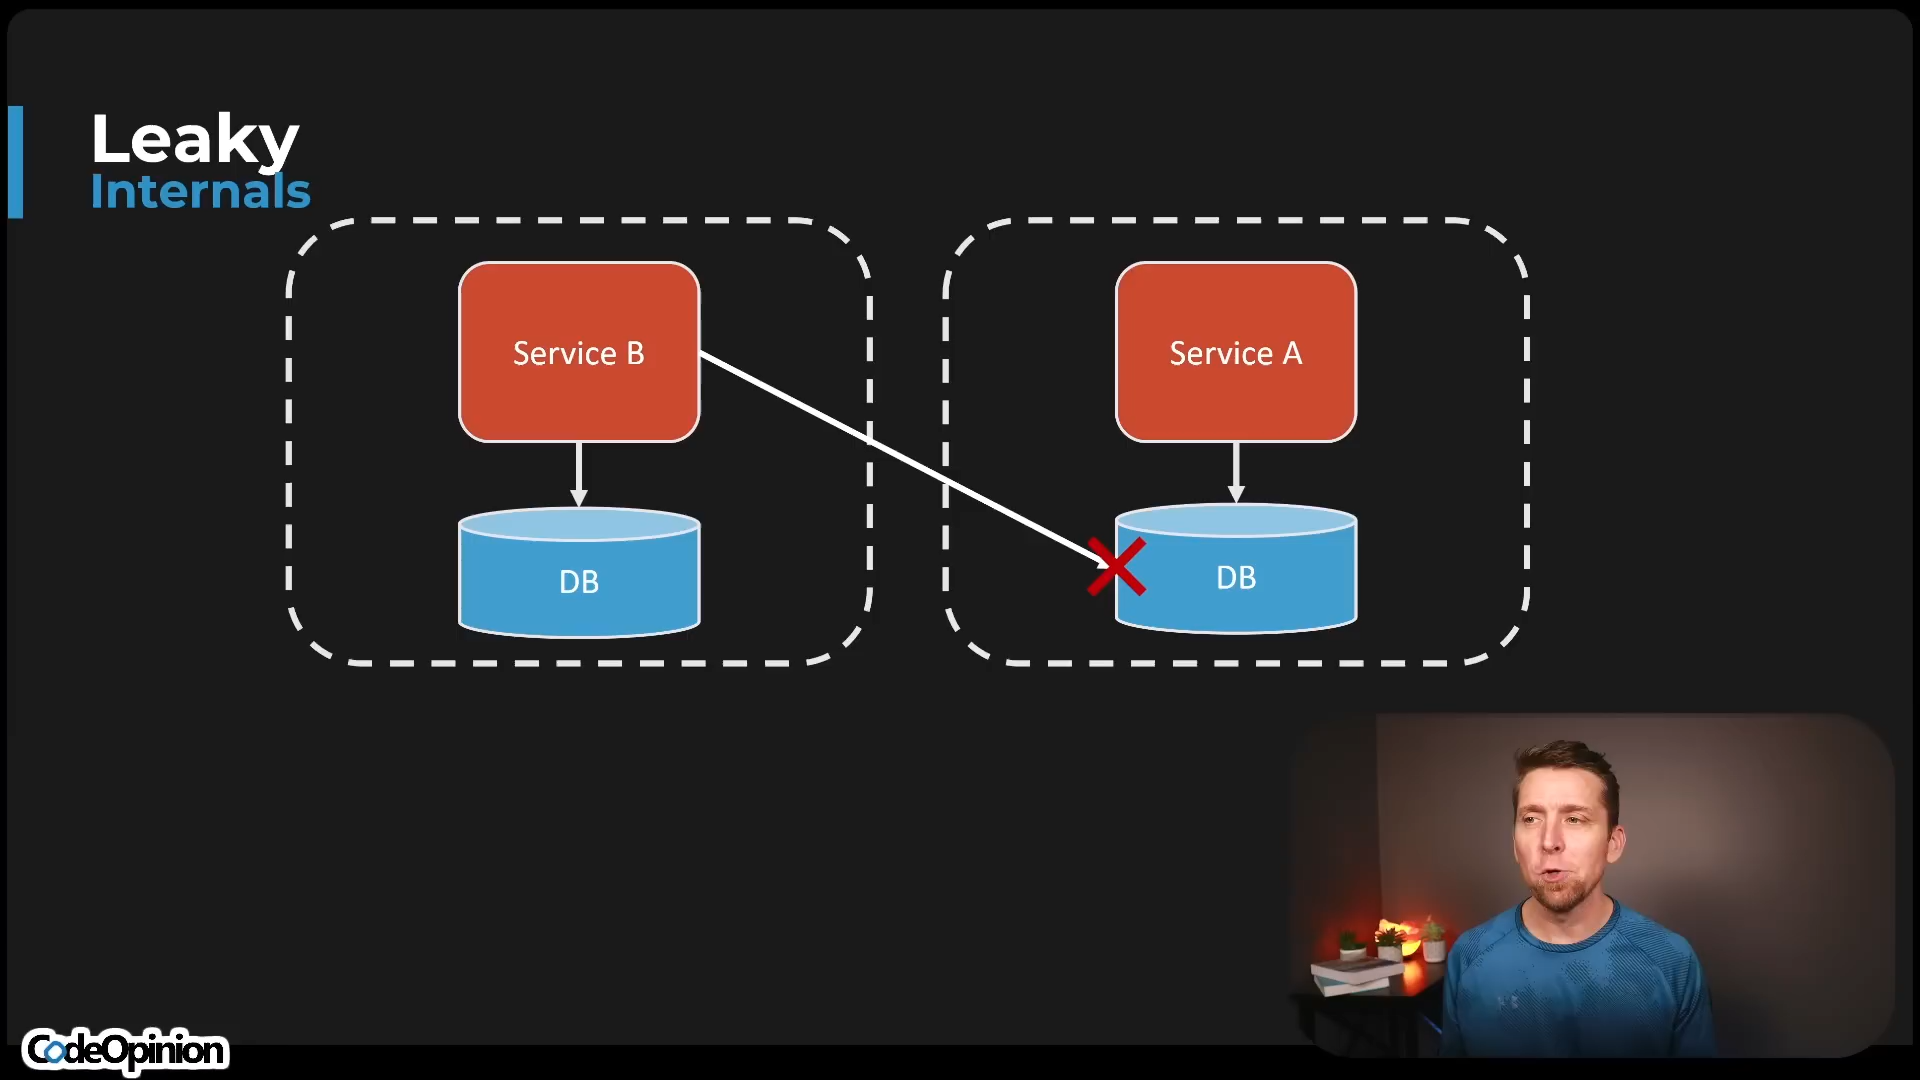 Leaky
Internals
Service B
Service A
DB
DB
CodeOpinion